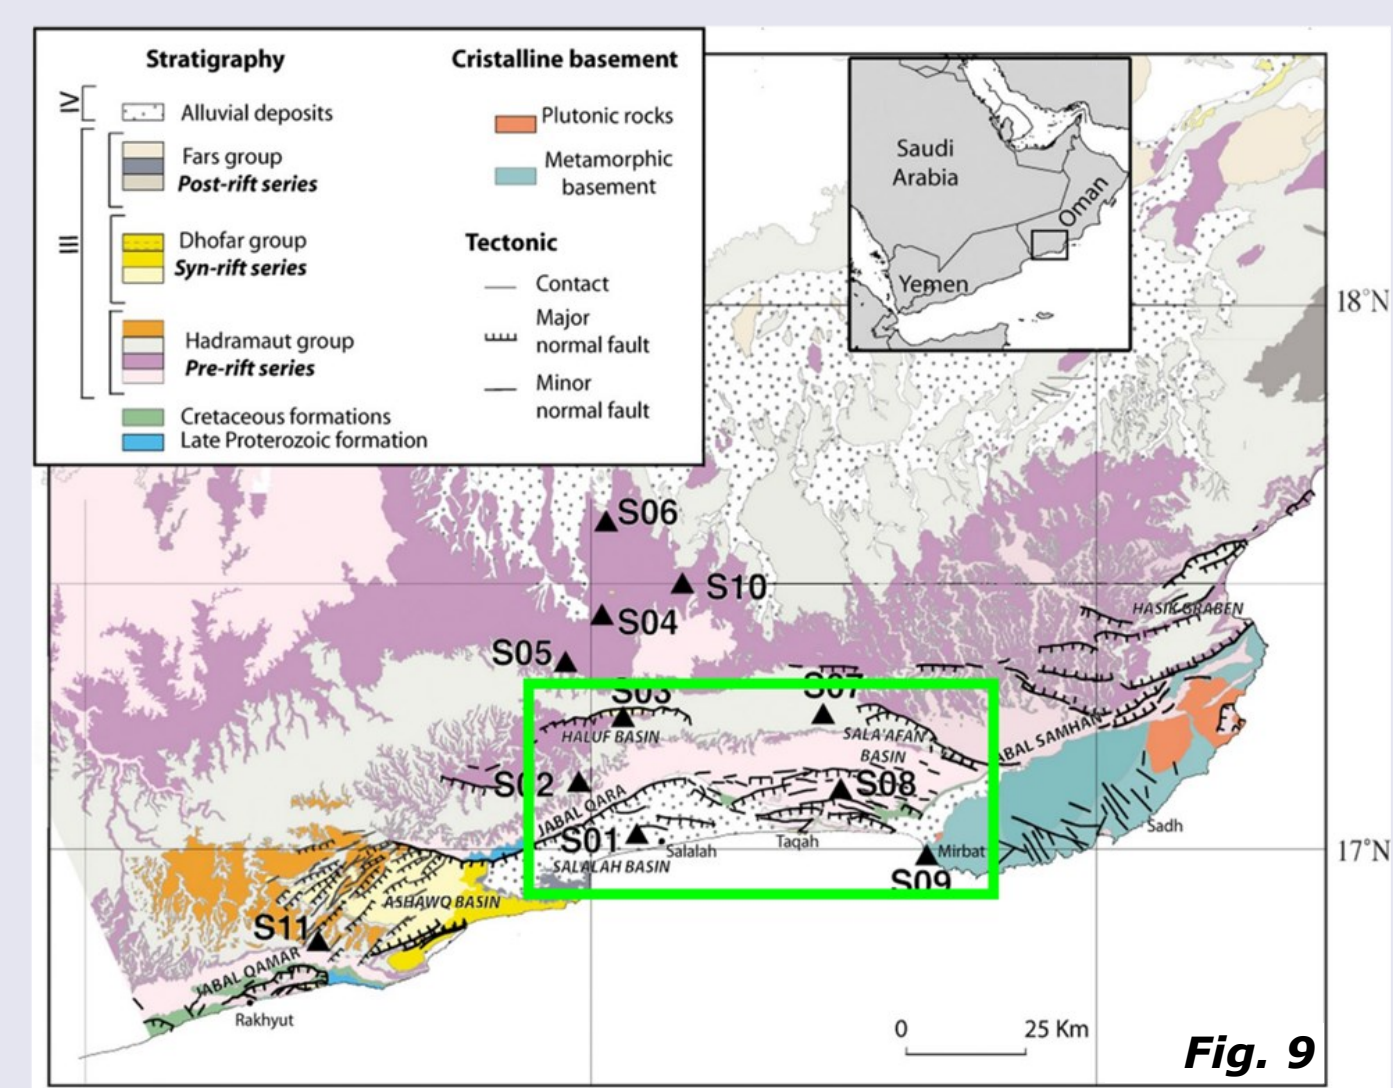 Stratigraphy
≥
Alluvial deposits
Fars group
Post-rift series
≡
Dhofar group
Syn-rift series
Hadramaut group
Pre-rift series
Cretaceous formations
Late Proterozoic formation
Cristalline basement
Plutonic rocks
Metamorphic
basement
Tectonic
Contact
Major
normal fault
Minor
normal fault
Saudi
Arabia
Oman
Yemen
18°N
S06
S10
S04
S05
HASIK GRABEN
S03
S07
HALUF BASIN
SALA'AFAN
BASIN
JABAL SAMHAN
S02
S08
JABAL QARA
S01
Salalah
Taqah
Mirbat
Sadh
17°N
SALALAH BASIN
S09
ASHAWQ BASIN
S11
JABAL QAMAR
Rakhyut
0
25 Km
Fig. 9